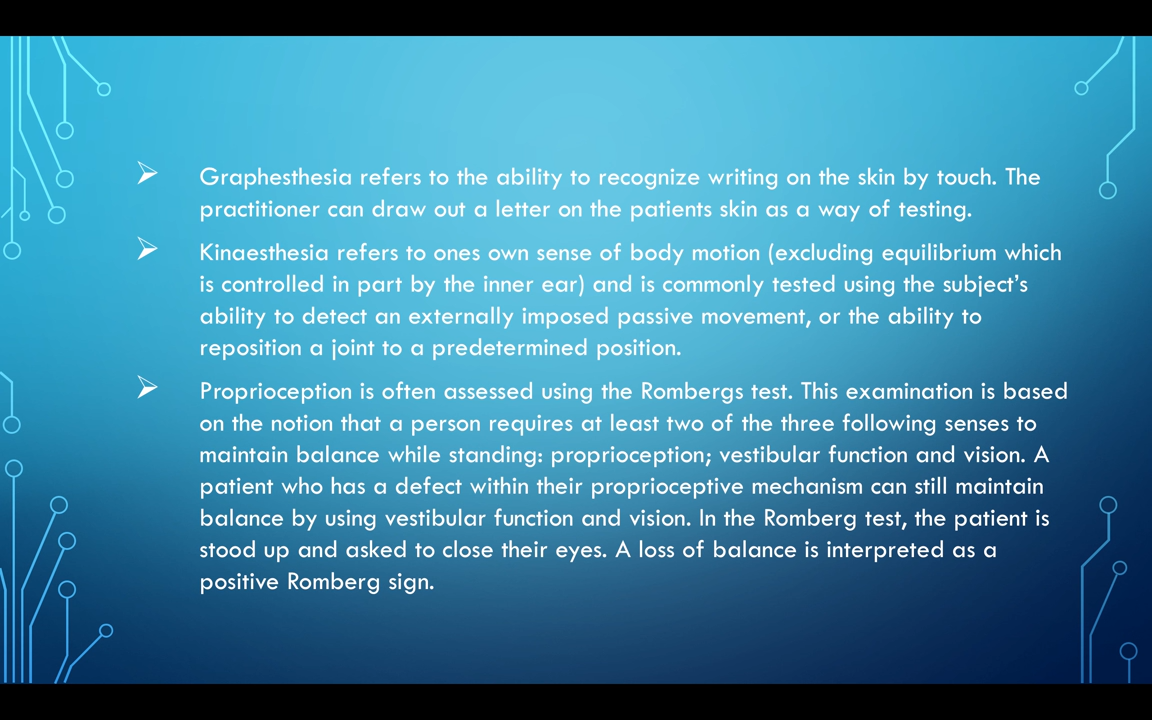 Graphesthesia refers to the ability to recognize writing on the skin by touch. The
practitioner can draw out a letter on the patients skin as a way of testing.
Kinaesthesia refers to ones own sense of body motion (excluding equilibrium which
is controlled in part by the inner ear) and is commonly tested using the subject’s
ability to detect an externally imposed passive movement, or the ability to
reposition a joint to a predetermined position.
Proprioception is often assessed using the Rombergs test. This examination is based
on the notion that a person requires at least two of the three following senses to
maintain balance while standing: proprioception; vestibular function and vision. A
patient who has a defect within their proprioceptive mechanism can still maintain
balance by using vestibular function and vision. In the Romberg test, the patient is
stood up and asked to close their eyes. A loss of balance is interpreted as a
positive Romberg sign.